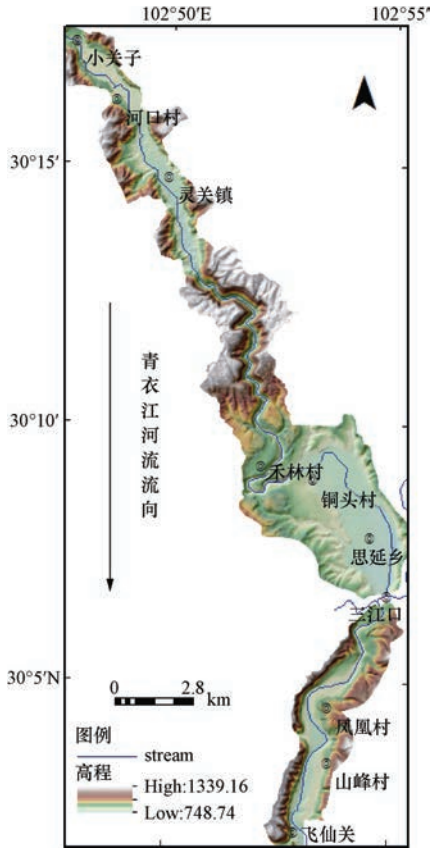 102°50′E
102°55′
小关子
河口村
30°15′
灵关镇
青衣江河流流向
30°10′
禾林村
铜头村
思延乡
三江口
30°5′N
0 2.8
km
凤凰村
图例
stream
山峰村
高程
High:1339.16
Low:748.74
飞仙关